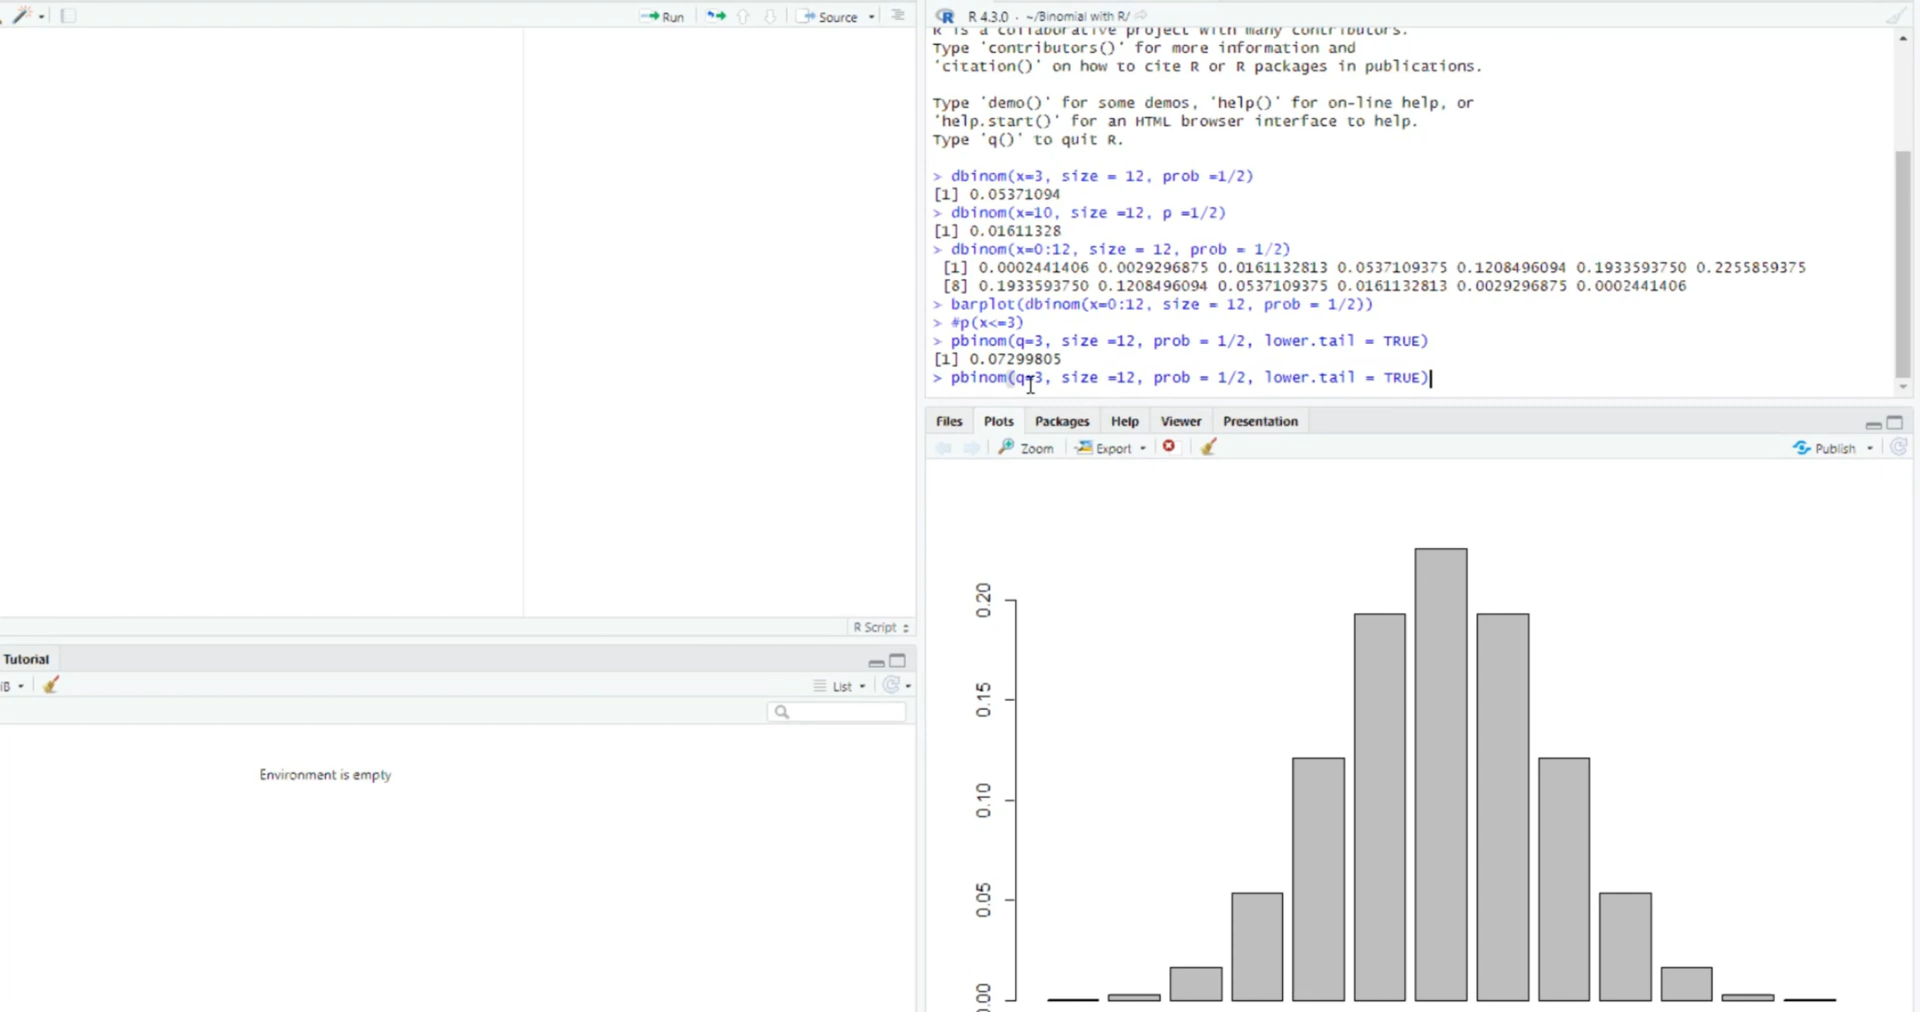 Run
Source
R Script
Tutorial
iB
List
Environment is empty
R 4.3.0 · ~/Binomial with R/
R is a collaborative project with many contributors.
Type 'contributors()' for more information and
'citation()' on how to cite R or R packages in publications.
Type 'demo()' for some demos, 'help()' for on-line help, or
'help.start()' for an HTML browser interface to help.
Type 'q()' to quit R.
> dbinom(x=3, size = 12, prob =1/2)
[1] 0.05371094
> dbinom(x=10, size =12, p =1/2)
[1] 0.01611328
> dbinom(x=0:12, size = 12, prob = 1/2)
[1] 0.0002441406 0.0029296875 0.0161132813 0.0537109375 0.1208496094 0.1933593750 0.2255859375
[8] 0.1933593750 0.1208496094 0.0537109375 0.0161132813 0.0029296875 0.0002441406
> barplot(dbinom(x=0:12, size = 12, prob = 1/2))
> #p(x<=3)
> pbinom(q=3, size =12, prob = 1/2, lower.tail = TRUE)
[1] 0.07299805
> pbinom(q=3, size =12, prob = 1/2, lower.tail = TRUE)
Files Plots Packages Help Viewer Presentation
Zoom Export Publish
0.20
0.15
0.10
0.05
.00